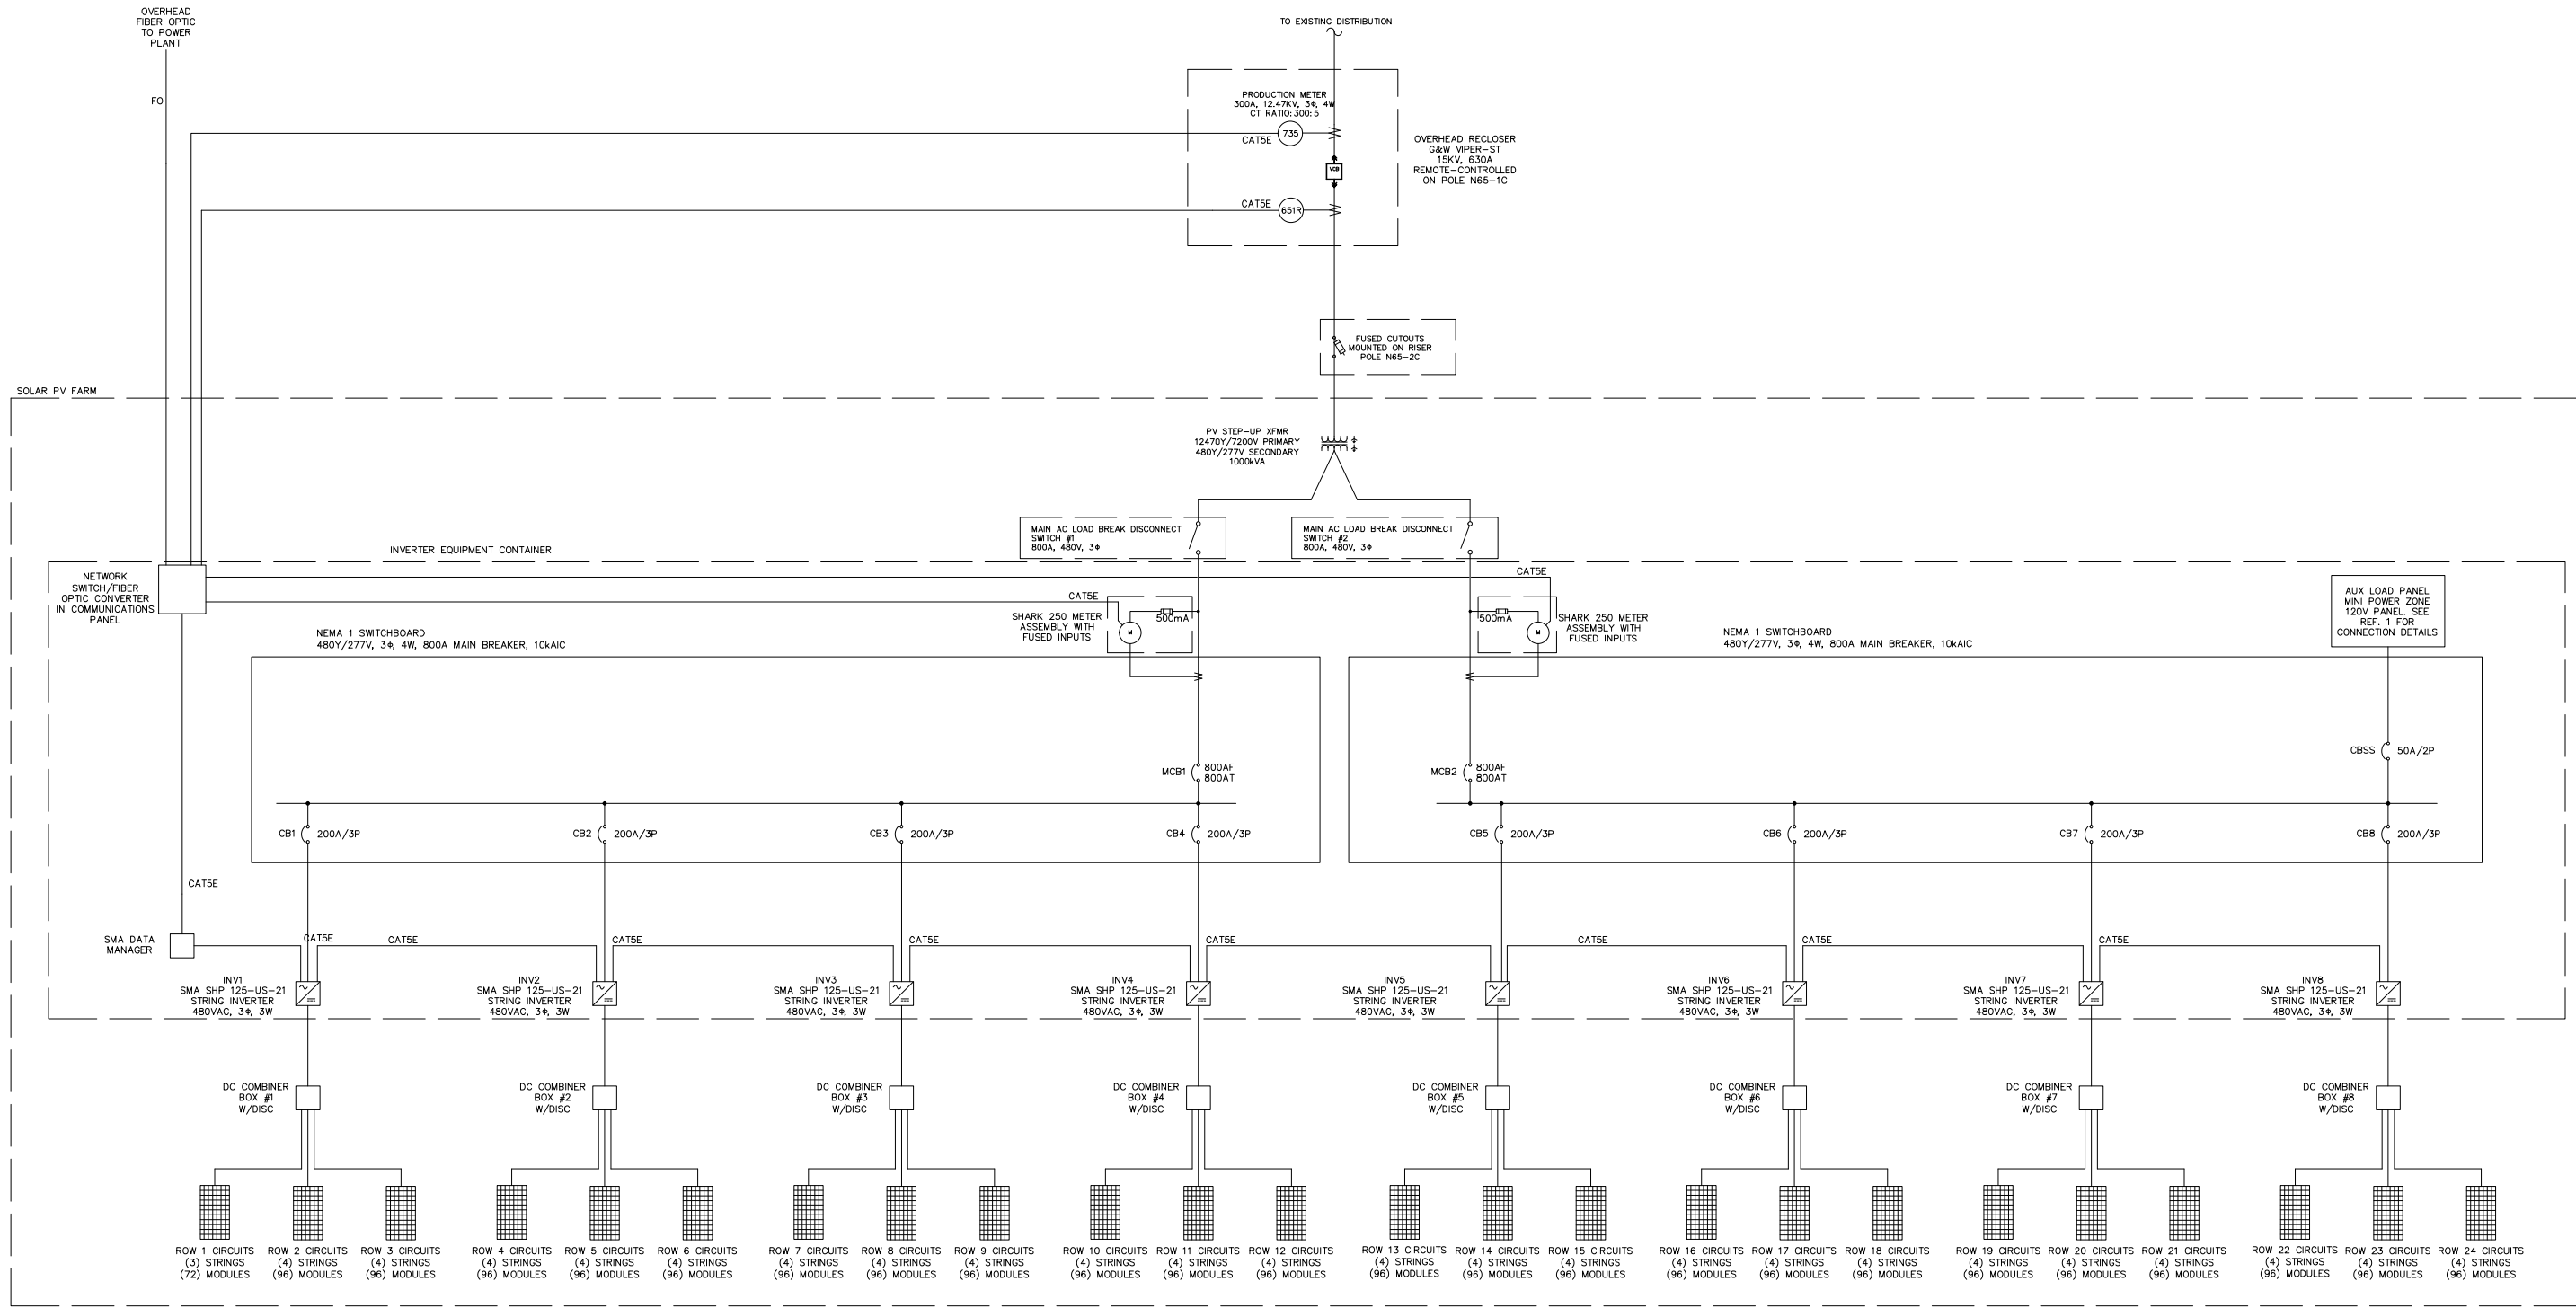 OVERHEAD
FIBER OPTIC
TO POWER
PLANT
FO
TO EXISTING DISTRIBUTION
PRODUCTION METER
300A, 12.47KV, 3Φ, 4W
CT RATIO:300:5
735
CAT5E
VCB
OVERHEAD RECLOSER
G&W VIPER-ST
15KV, 630A
REMOTE-CONTROLLED
ON POLE N65-1C
CAT5E
651R
FUSED CUTOUTS
MOUNTED ON RISER
POLE N65-2C
SOLAR PV FARM
PV STEP-UP XFMR
12470Y/7200V PRIMARY
480Y/277V SECONDARY
1000kVA
MAIN AC LOAD BREAK DISCONNECT
SWITCH #1
800A, 480V, 3Φ
MAIN AC LOAD BREAK DISCONNECT
SWITCH #2
800A, 480V, 3Φ
INVERTER EQUIPMENT CONTAINER
NETWORK
SWITCH/FIBER
OPTIC CONVERTER
IN COMMUNICATIONS
PANEL
CAT5E
CAT5E
SHARK 250 METER
ASSEMBLY WITH
FUSED INPUTS
500mA
M
500mA
M
SHARK 250 METER
ASSEMBLY WITH
FUSED INPUTS
AUX LOAD PANEL
MINI POWER ZONE
120V PANEL. SEE
REF. 1 FOR
CONNECTION DETAILS
NEMA 1 SWITCHBOARD
480Y/277V, 3Φ, 4W, 800A MAIN BREAKER, 10kAIC
NEMA 1 SWITCHBOARD
480Y/277V, 3Φ, 4W, 800A MAIN BREAKER, 10kAIC
MCB1
800AF
800AT
MCB2
800AF
800AT
CBSS
50A/2P
CB1 200A/3P
CB2 200A/3P
CB3 200A/3P
CB4 200A/3P
CB5 200A/3P
CB6 200A/3P
CB7 200A/3P
CB8 200A/3P
CAT5E
SMA DATA
MANAGER
CAT5E
CAT5E
CAT5E
CAT5E
CAT5E
CAT5E
CAT5E
CAT5E
INV1
SMA SHP 125-US-21
STRING INVERTER
480VAC, 3Φ, 3W
INV2
SMA SHP 125-US-21
STRING INVERTER
480VAC, 3Φ, 3W
INV3
SMA SHP 125-US-21
STRING INVERTER
480VAC, 3Φ, 3W
INV4
SMA SHP 125-US-21
STRING INVERTER
480VAC, 3Φ, 3W
INV5
SMA SHP 125-US-21
STRING INVERTER
480VAC, 3Φ, 3W
INV6
SMA SHP 125-US-21
STRING INVERTER
480VAC, 3Φ, 3W
INV7
SMA SHP 125-US-21
STRING INVERTER
480VAC, 3Φ, 3W
INV8
SMA SHP 125-US-21
STRING INVERTER
480VAC, 3Φ, 3W
DC COMBINER
BOX #1
W/DISC
DC COMBINER
BOX #2
W/DISC
DC COMBINER
BOX #3
W/DISC
DC COMBINER
BOX #4
W/DISC
DC COMBINER
BOX #5
W/DISC
DC COMBINER
BOX #6
W/DISC
DC COMBINER
BOX #7
W/DISC
DC COMBINER
BOX #8
W/DISC
ROW 1 CIRCUITS
(3) STRINGS
(72) MODULES
ROW 2 CIRCUITS
(4) STRINGS
(96) MODULES
ROW 3 CIRCUITS
(4) STRINGS
(96) MODULES
ROW 4 CIRCUITS
(4) STRINGS
(96) MODULES
ROW 5 CIRCUITS
(4) STRINGS
(96) MODULES
ROW 6 CIRCUITS
(4) STRINGS
(96) MODULES
ROW 7 CIRCUITS
(4) STRINGS
(96) MODULES
ROW 8 CIRCUITS
(4) STRINGS
(96) MODULES
ROW 9 CIRCUITS
(4) STRINGS
(96) MODULES
ROW 10 CIRCUITS
(4) STRINGS
(96) MODULES
ROW 11 CIRCUITS
(4) STRINGS
(96) MODULES
ROW 12 CIRCUITS
(4) STRINGS
(96) MODULES
ROW 13 CIRCUITS
(4) STRINGS
(96) MODULES
ROW 14 CIRCUITS
(4) STRINGS
(96) MODULES
ROW 15 CIRCUITS
(4) STRINGS
(96) MODULES
ROW 16 CIRCUITS
(4) STRINGS
(96) MODULES
ROW 17 CIRCUITS
(4) STRINGS
(96) MODULES
ROW 18 CIRCUITS
(4) STRINGS
(96) MODULES
ROW 19 CIRCUITS
(4) STRINGS
(96) MODULES
ROW 20 CIRCUITS
(4) STRINGS
(96) MODULES
ROW 21 CIRCUITS
(4) STRINGS
(96) MODULES
ROW 22 CIRCUITS
(4) STRINGS
(96) MODULES
ROW 23 CIRCUITS
(4) STRINGS
(96) MODULES
ROW 24 CIRCUITS
(4) STRINGS
(96) MODULES